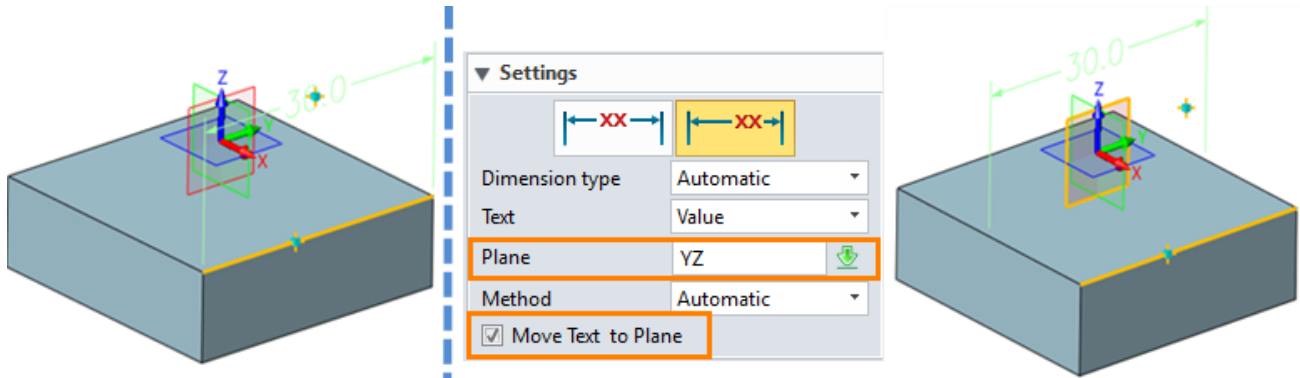 Z
30.0
Y
X
Settings
XX
XX
Dimension type Automatic
Text Value
Plane YZ
Method Automatic
Move Text to Plane
30.0
Z
Y
X